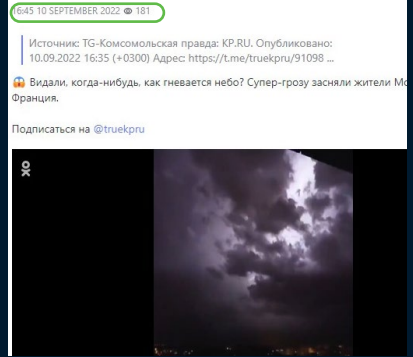 16:45 10 SEPTEMBER 2022 181
Источник: TG-Комсомольская правда: KP.RU. Опубликовано:
10.09.2022 16:35 (+0300) Адрес: https://t.me/truekpru/91098 ...
😱 Видали, когда-нибудь, как гневается небо? Супер-грозу засняли жители
Франция.
Подписаться на @truekpru